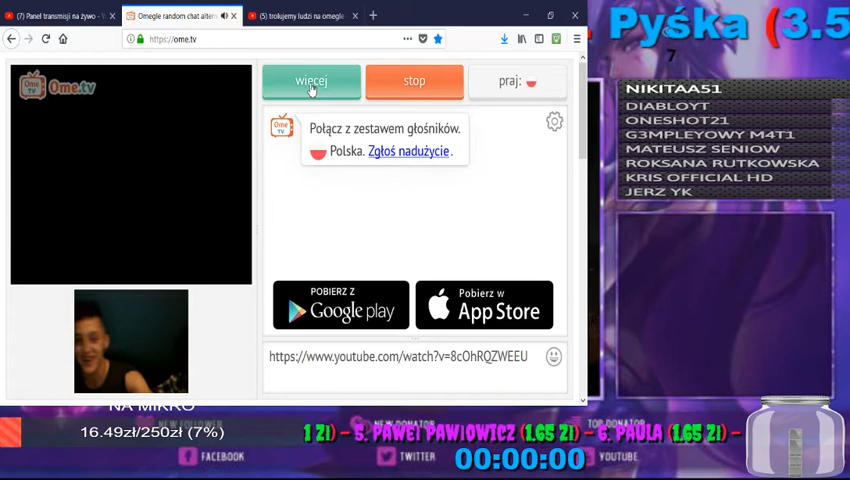 (7) Panel transmisji na żywo - W
Omegle random chat altern
(5) trolujemy ludzi na omegle
Pyśka (3.5
https://ome.tv
7
Ome.tv
więcej
stop
praj:
NIKITAA51
DIABLOYT
ONESHOT21
G3MPLEYOWY M4T1
MATEUSZ SENIOW
ROKSANA RUTKOWSKA
KRIS OFFICIAL HD
JERZ YK
Połącz z zestawem głośników.
Polska. Zgłoś nadużycie.
POBIERZ Z
Google play
Pobierz w
App Store
https://www.youtube.com/watch?v=8cOhRQZWEEU
NA MIKRO
16.49zł/250zł (7%)
NEW FOLLOWER
NEW DONATOR
TOP DONATOR
1 Zł) - 5. PAWEł PAWłOWICZ (1.65 Zł) - 6. PAULA (1.65 Zł) -
FACEBOOK
TWITTER
YOUTUBE
00:00:00